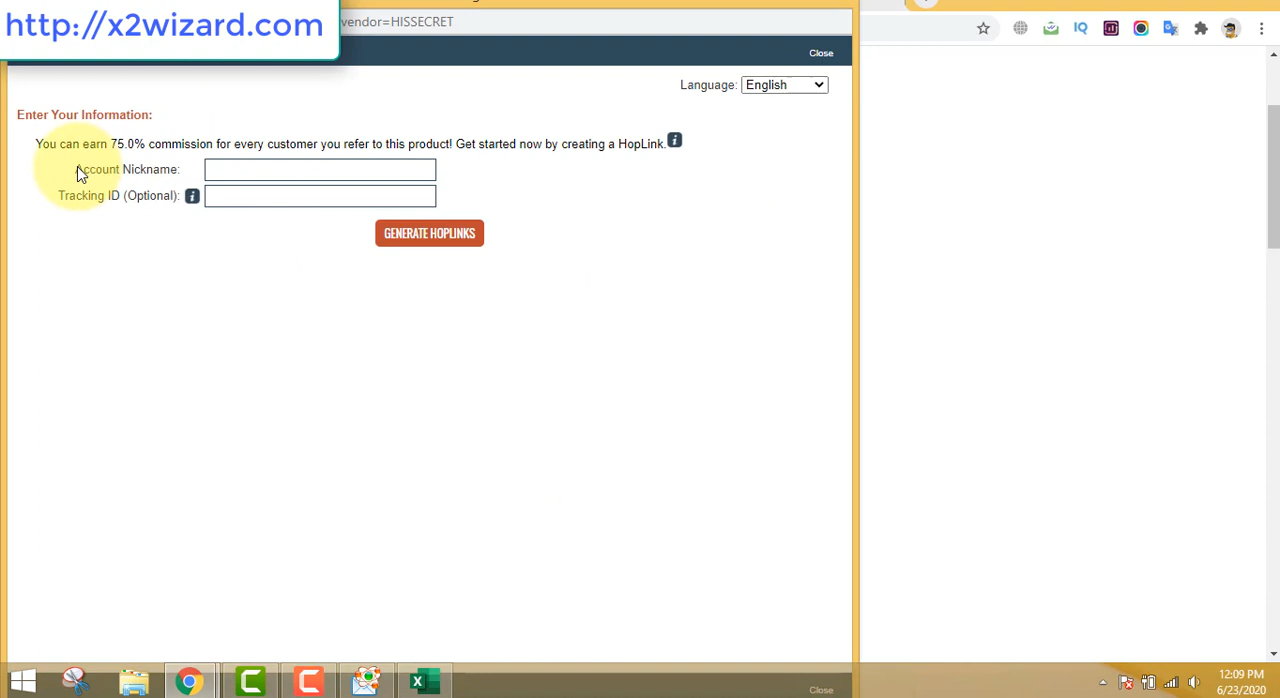 http://x2wizard.com
vendor=HISSECRET
Close
Language: English
Enter Your Information:
You can earn 75.0% commission for every customer you refer to this product! Get started now by creating a HopLink.
Account Nickname:
Tracking ID (Optional):
GENERATE HOPLINKS
IQ
Close
12:09 PM
6/23/2020